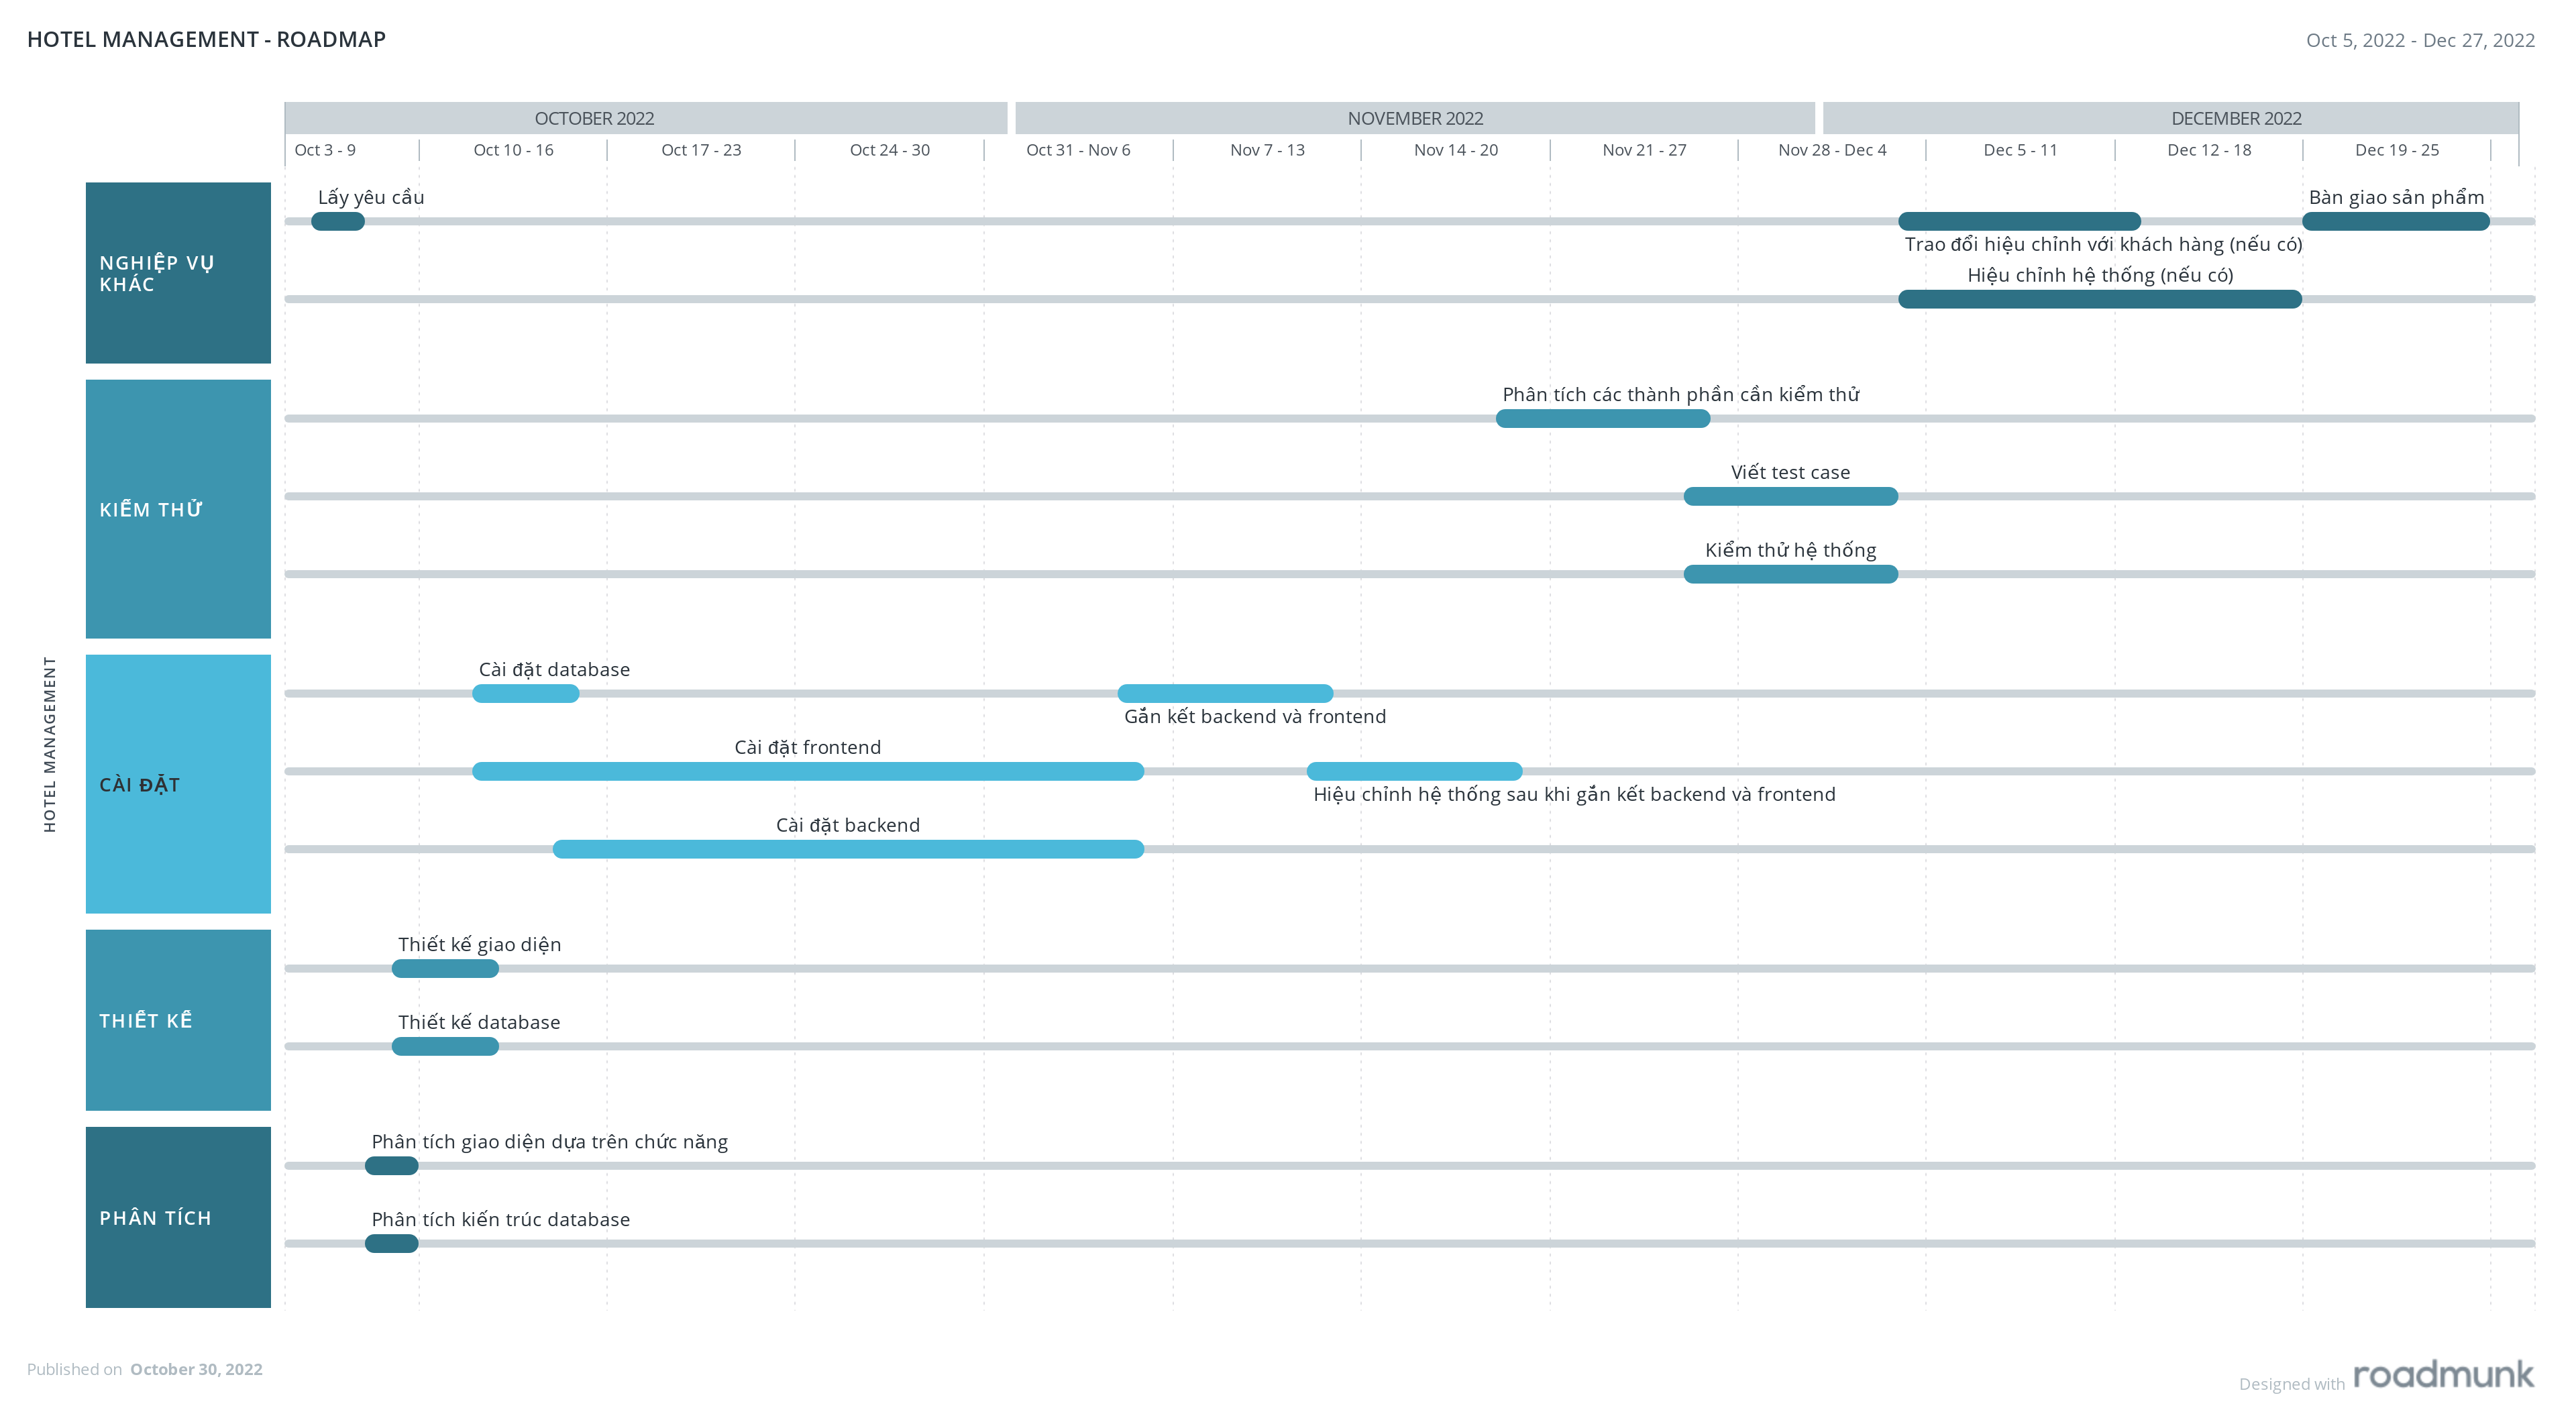 HOTEL MANAGEMENT - ROADMAP
Oct 5, 2022 - Dec 27, 2022
OCTOBER 2022
NOVEMBER 2022
DECEMBER 2022
Oct 3 - 9
Oct 10 - 16
Oct 17 - 23
Oct 24 - 30
Oct 31 - Nov 6
Nov 7 - 13
Nov 14 - 20
Nov 21 - 27
Nov 28 - Dec 4
Dec 5 - 11
Dec 12 - 18
Dec 19 - 25
HOTEL MANAGEMENT
NGHIỆP VỤ
KHÁC
Lấy yêu cầu
Bàn giao sản phẩm
Trao đổi hiệu chỉnh với khách hàng (nếu có)
Hiệu chỉnh hệ thống (nếu có)
KIỂM THỬ
Phân tích các thành phần cần kiểm thử
Viết test case
Kiểm thử hệ thống
CÀI ĐẶT
Cài đặt database
Gắn kết backend và frontend
Cài đặt frontend
Hiệu chỉnh hệ thống sau khi gắn kết backend và frontend
Cài đặt backend
THIẾT KẾ
Thiết kế giao diện
Thiết kế database
PHÂN TÍCH
Phân tích giao diện dựa trên chức năng
Phân tích kiến trúc database
Published on October 30, 2022
Designed with roadmunk